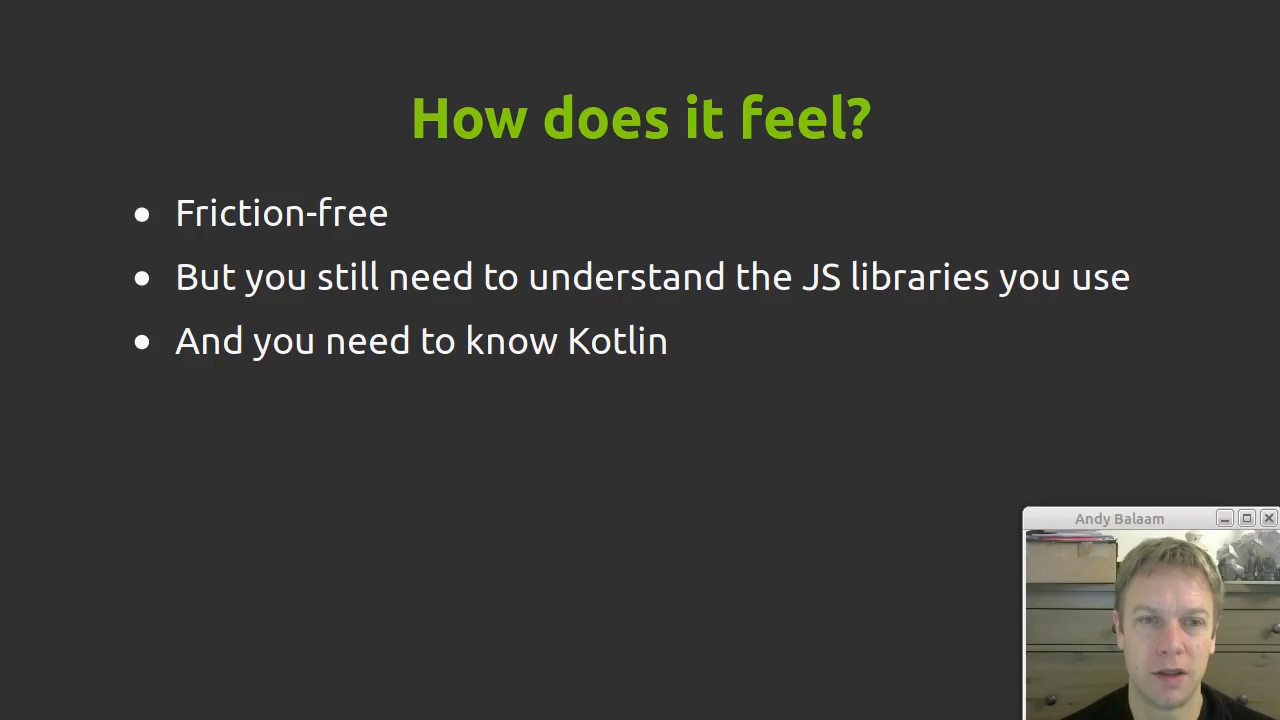 How does it feel?
Friction-free
But you still need to understand the JS libraries you use
And you need to know Kotlin
Andy Balaam